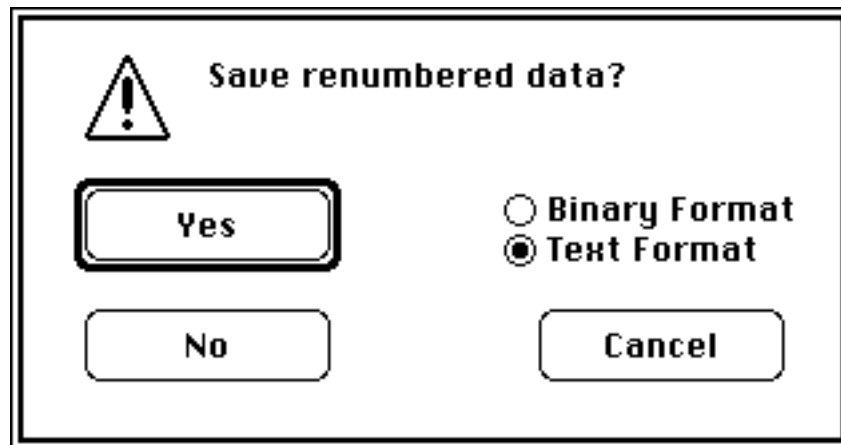 Save renumbered data?
Yes
Binary Format
Text Format
No
Cancel